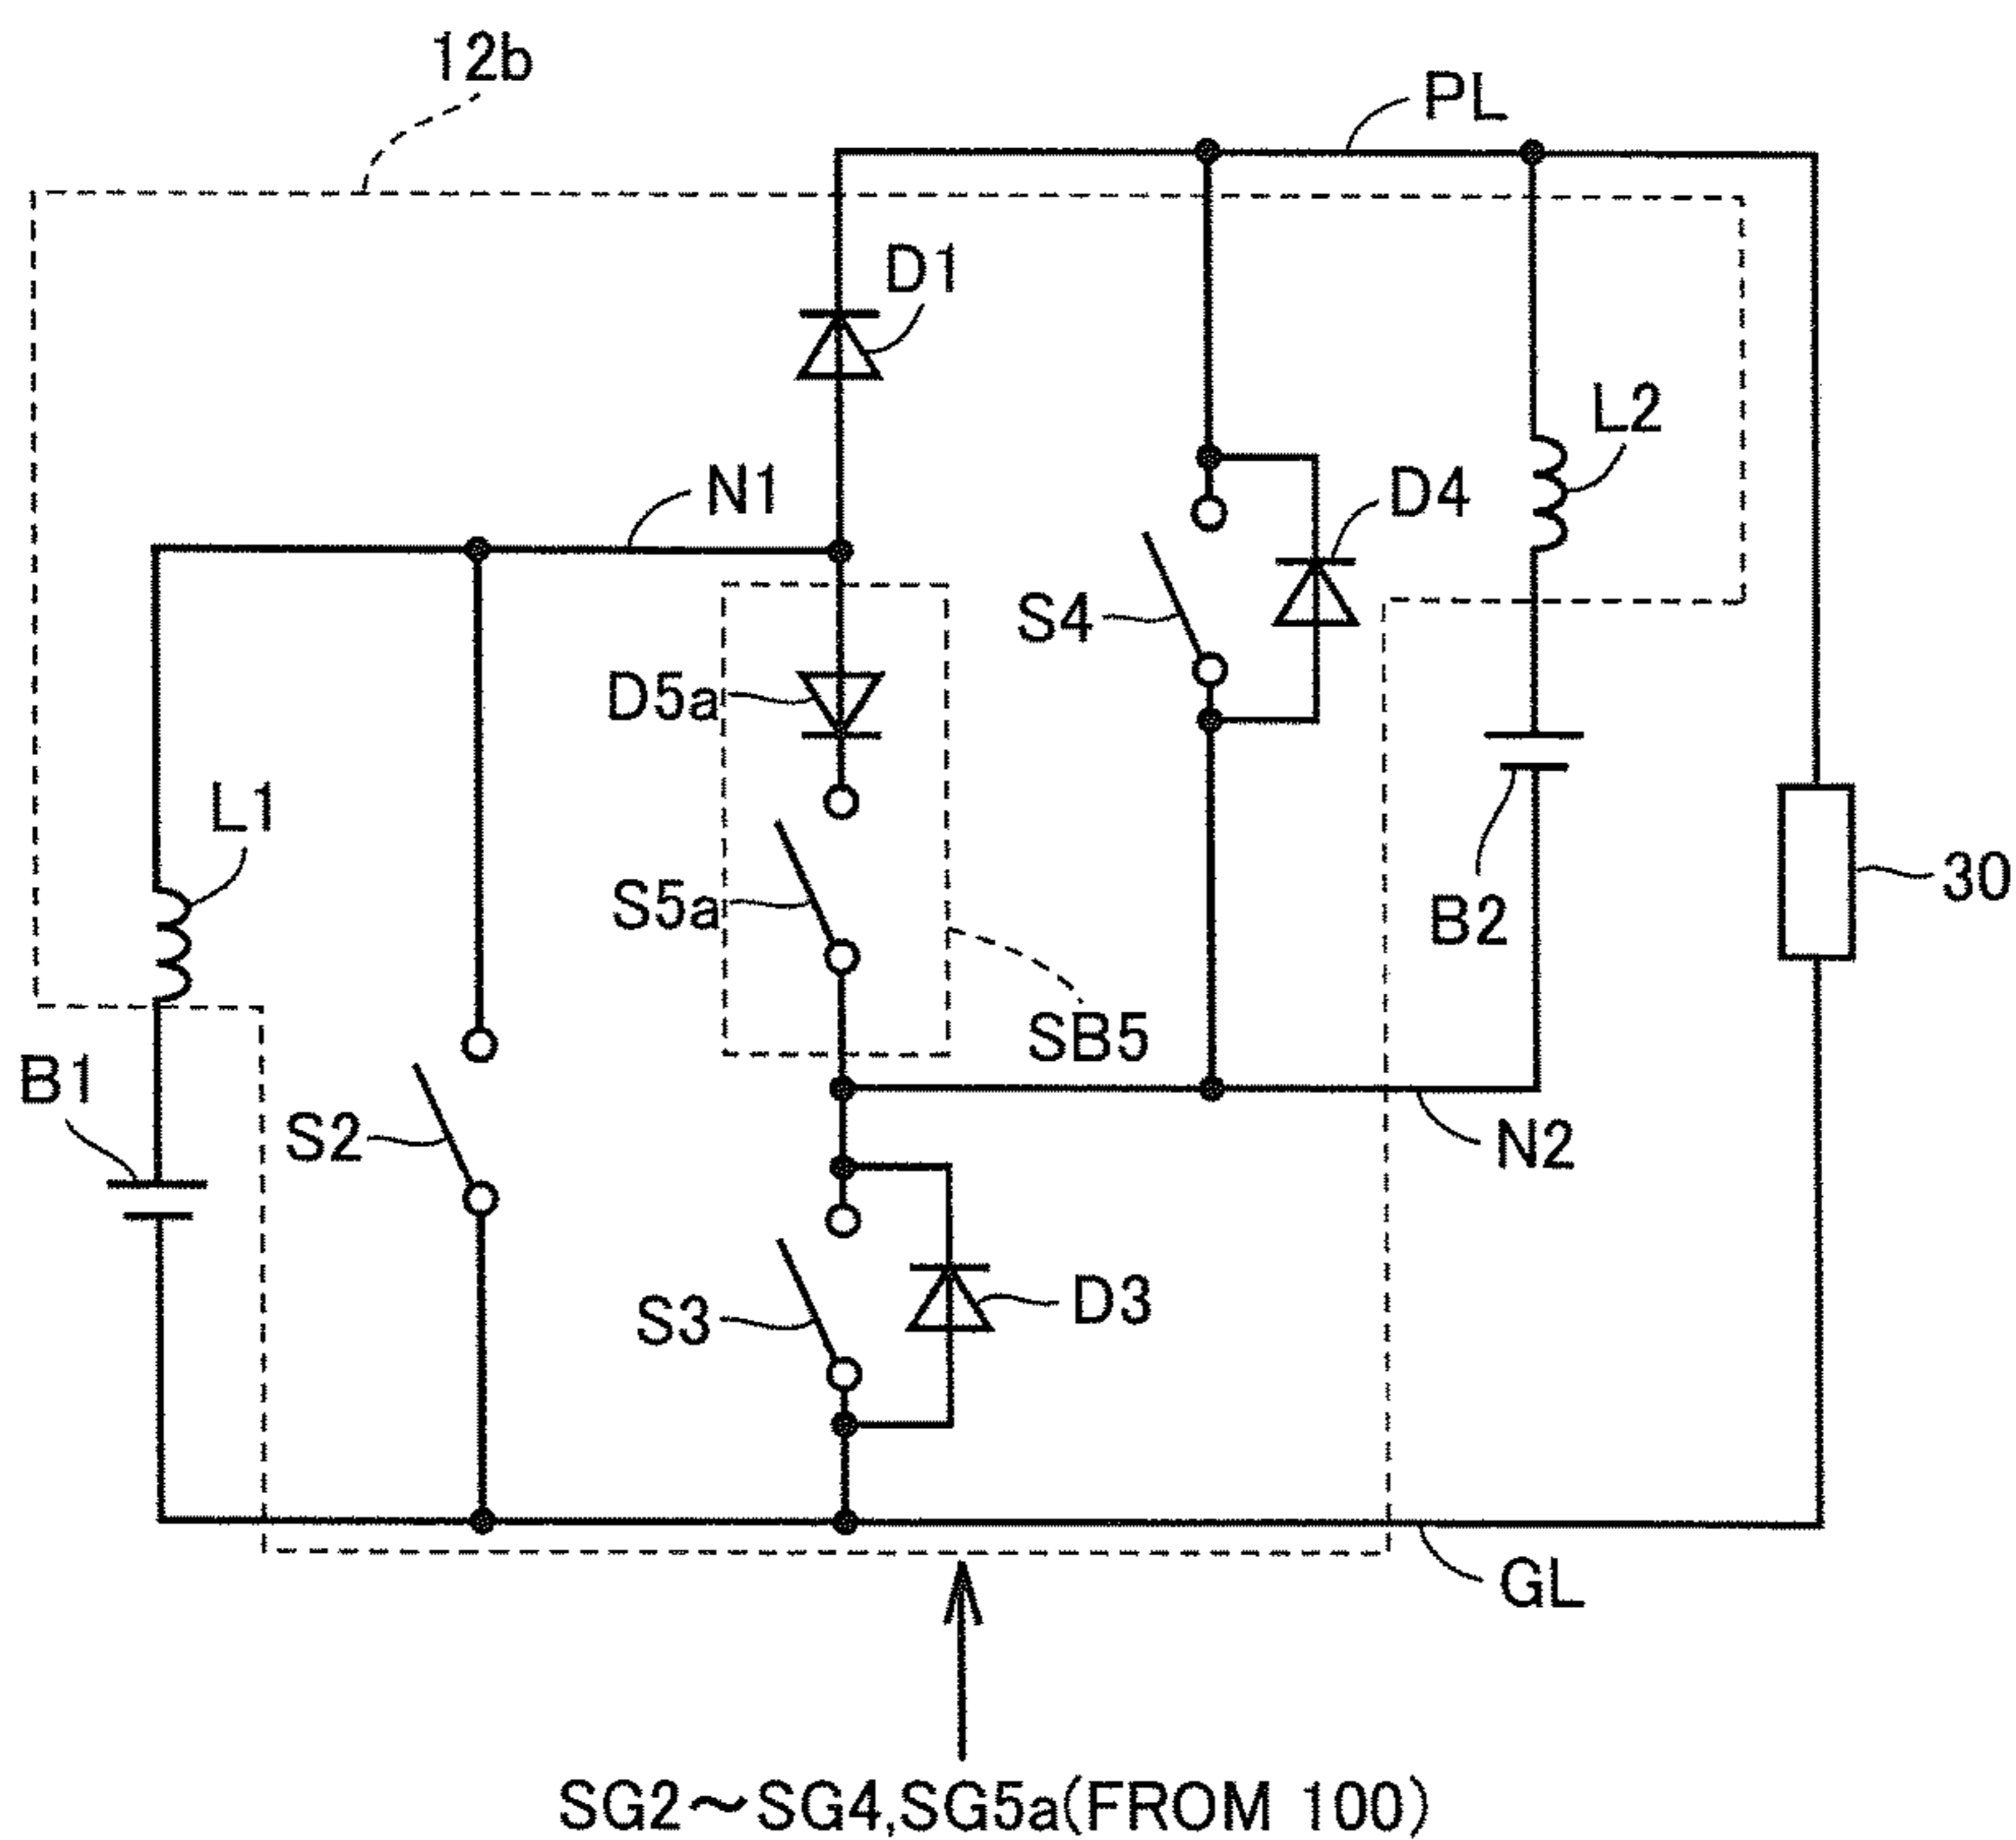 12b
PL
D1
L2
N1
D4
S4
D5a
L1
S5a
B2
30
SB5
B1
S2
N2
S3
D3
GL
SG2～SG4,SG5a(FROM 100)